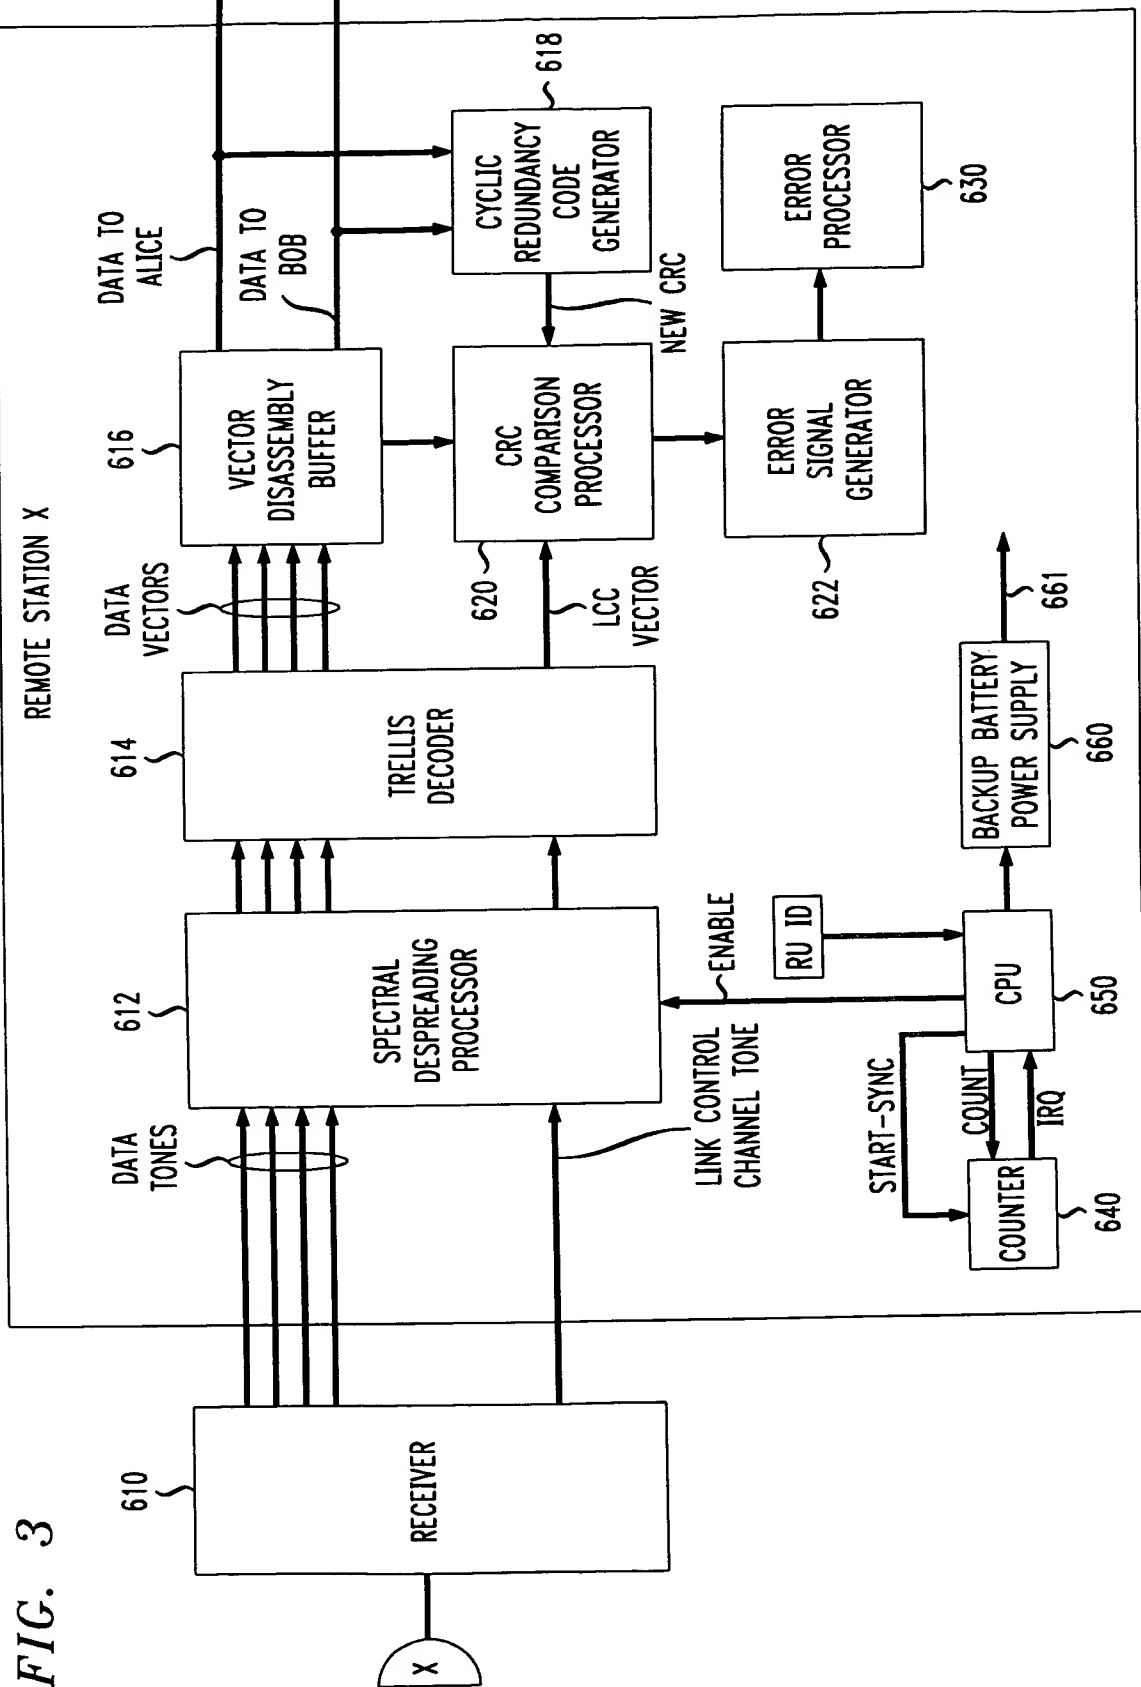 FIG. 3
REMOTE STATION X
X
610
RECEIVER
DATA
TONES
LINK CONTROL
CHANNEL TONE
612
SPECTRAL
DESPREADING
PROCESSOR
ENABLE
614
TRELLIS
DECODER
DATA
VECTORS
LCC
VECTOR
616
VECTOR
DISASSEMBLY
BUFFER
DATA TO
ALICE
DATA TO
BOB
618
CYCLIC
REDUNDANCY
CODE
GENERATOR
NEW CRC
620
CRC
COMPARISON
PROCESSOR
622
ERROR
SIGNAL
GENERATOR
ERROR
PROCESSOR
630
START-SYNC
COUNT
IRQ
COUNTER
640
RU ID
CPU
650
BACKUP BATTERY
POWER SUPPLY
660
661